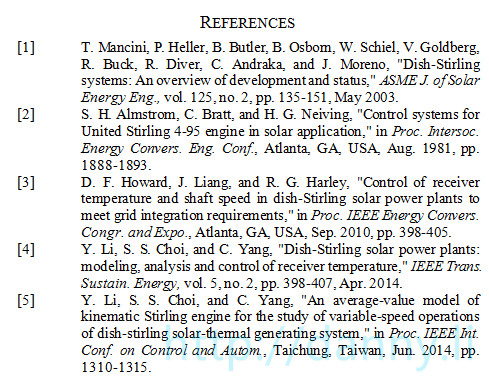 REFERENCES
[1] T. Mancini, P. Heller, B. Butler, B. Osborn, W. Schiel, V. Goldberg,
R. Buck, R. Diver, C. Andraka, and J. Moreno, "Dish-Stirling
systems: An overview of development and status," ASME J. of Solar
Energy Eng., vol. 125, no. 2, pp. 135-151, May 2003.
[2] S. H. Almstrom, C. Bratt, and H. G. Neiving, "Control systems for
United Stirling 4-95 engine in solar application," in Proc. Intersoc.
Energy Convers. Eng. Conf., Atlanta, GA, USA, Aug. 1981, pp.
1888-1893.
[3] D. F. Howard, J. Liang, and R. G. Harley, "Control of receiver
temperature and shaft speed in dish-Stirling solar power plants to
meet grid integration requirements," in Proc. IEEE Energy Convers.
Congr. and Expo., Atlanta, GA, USA, Sep. 2010, pp. 398-405.
[4] Y. Li, S. S. Choi, and C. Yang, "Dish-Stirling solar power plants:
modeling, analysis and control of receiver temperature," IEEE Trans.
Sustain. Energy, vol. 5, no. 2, pp. 398-407, Apr. 2014.
[5] Y. Li, S. S. Choi, and C. Yang, "An average-value model of
kinematic Stirling engine for the study of variable-speed operations
of dish-stirling solar-thermal generating system," in Proc. IEEE Int.
Conf. on Control and Autom., Taichung, Taiwan, Jun. 2014, pp.
1310-1315.
http://danny.li